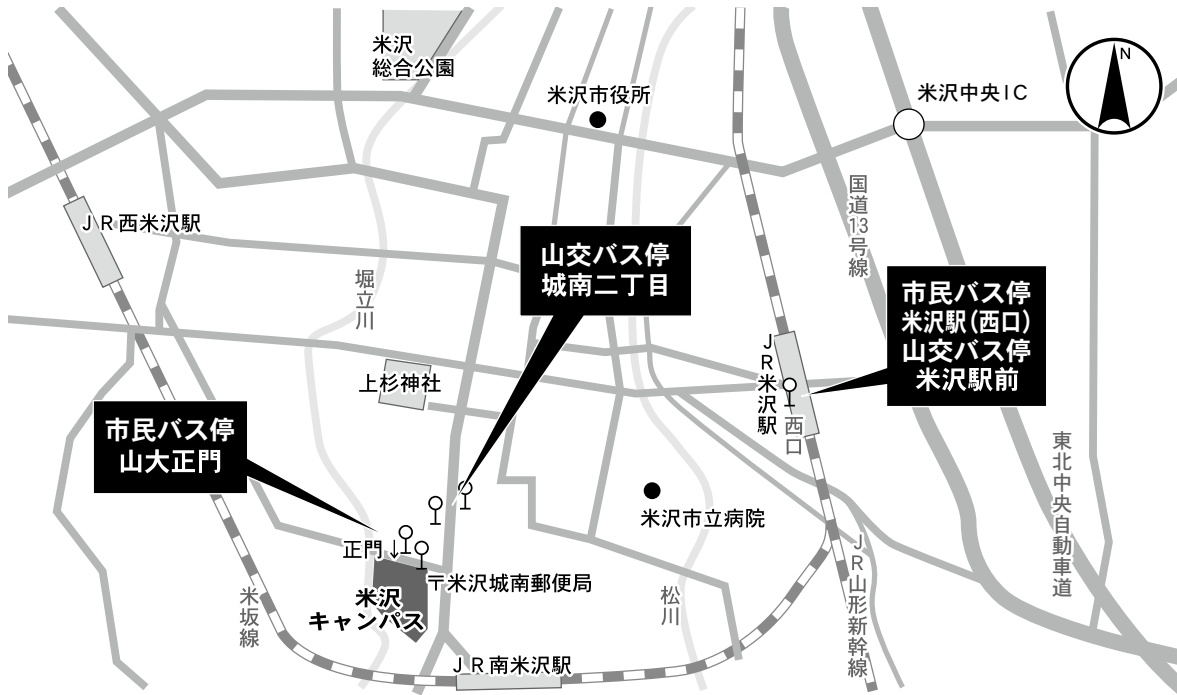 米沢
総合公園
米沢市役所
米沢中央IC
N
JR西米沢駅
国道13号線
堀立川
山交バス停
城南二丁目
市民バス停
米沢駅(西口)
山交バス停
米沢駅前
JR米沢駅
西口
上杉神社
市民バス停
山大正門
東北中央自動車道
米沢市立病院
正門↓
〒米沢城南郵便局
米沢
キャンパス
米坂線
松川
JR山形新幹線
JR南米沢駅